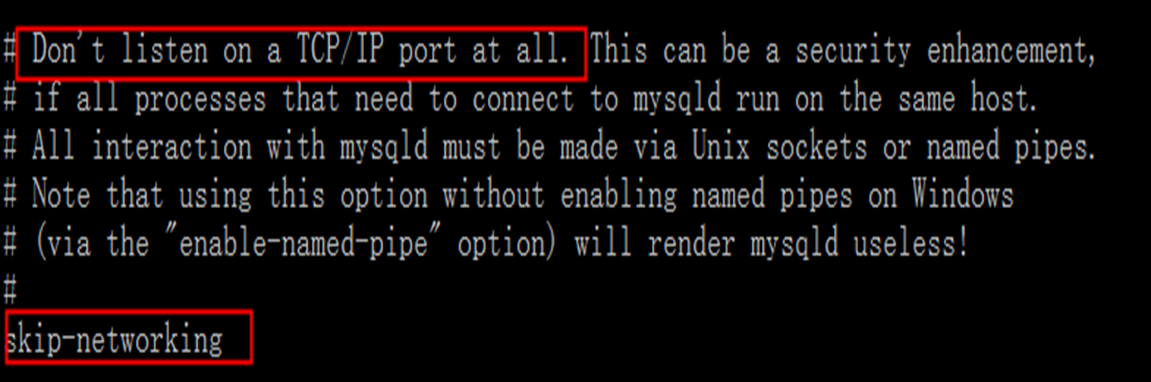 # Don't listen on a TCP/IP port at all. This can be a security enhancement,
# if all processes that need to connect to mysqld run on the same host.
# All interaction with mysqld must be made via Unix sockets or named pipes.
# Note that using this option without enabling named pipes on Windows
# (via the "enable-named-pipe" option) will render mysqld useless!
#
skip-networking